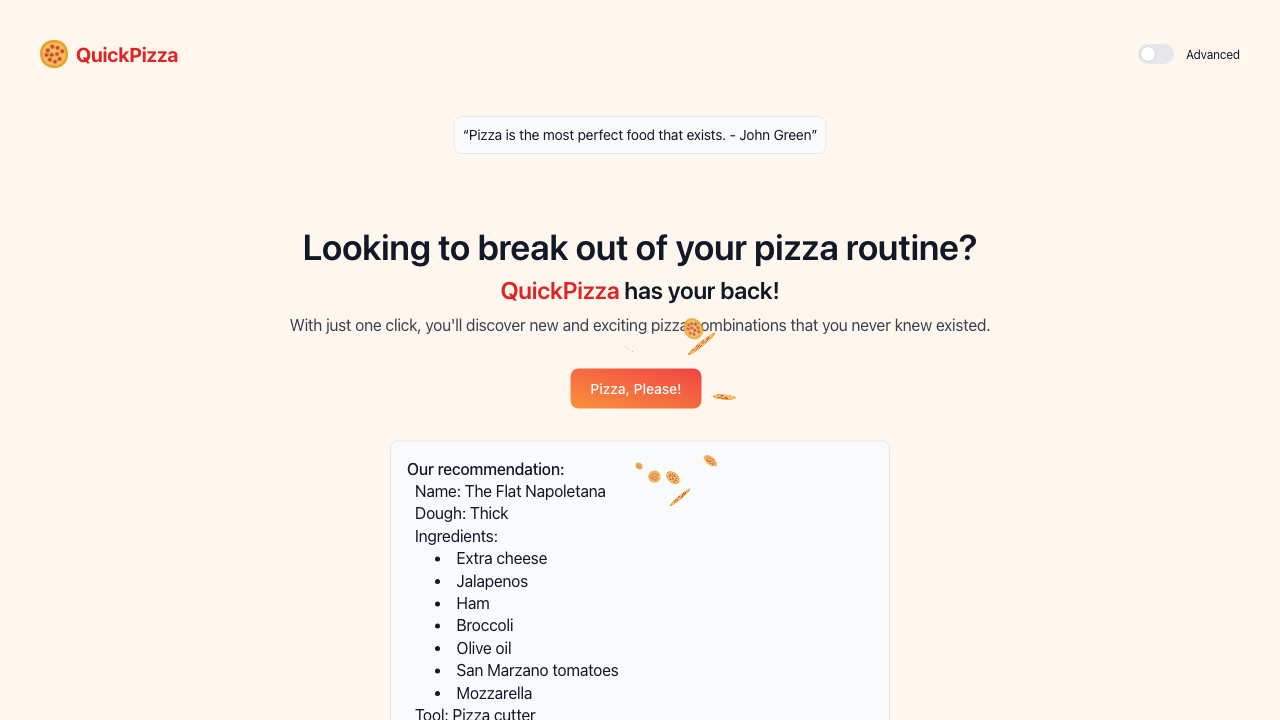 QuickPizza
Advanced
“Pizza is the most perfect food that exists. - John Green”
Looking to break out of your pizza routine?
QuickPizza has your back!
With just one click, you'll discover new and exciting pizza combinations that you never knew existed.
Pizza, Please!
Our recommendation:
Name: The Flat Napoletana
Dough: Thick
Ingredients:
Extra cheese
Jalapenos
Ham
Broccoli
Olive oil
San Marzano tomatoes
Mozzarella
Tool: Pizza cutter